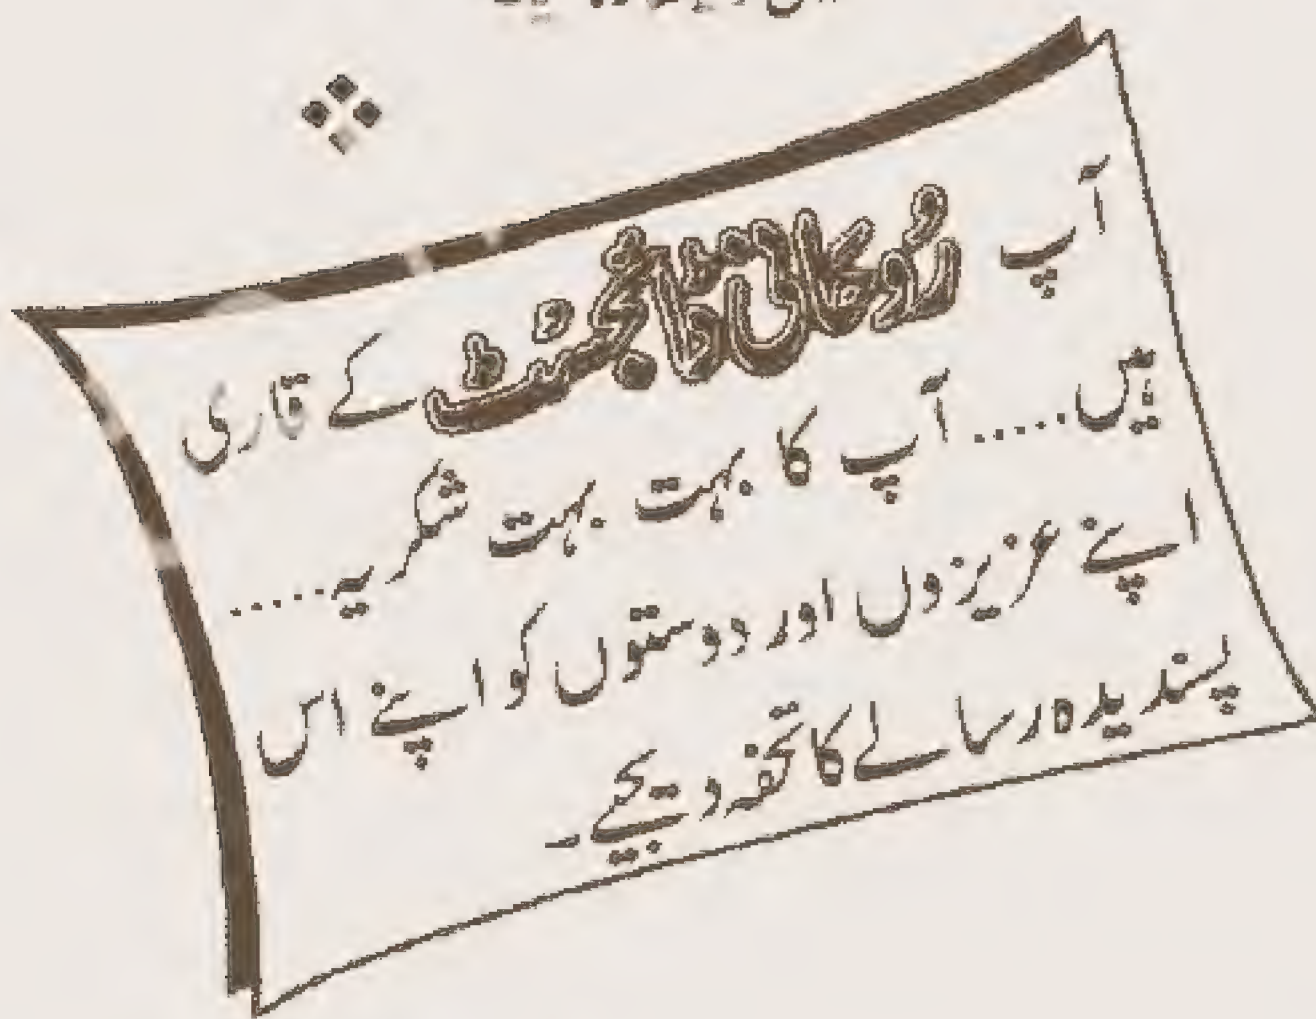 آپ رُوحانی ڈائجسٹ کے قاری
ہیں ..... آپ کا بہت بہت شکریہ .....
اپنے عزیزوں اور دوستوں کو اپنے اس
پسندیدہ رسالے کا تحفہ دیجیے۔